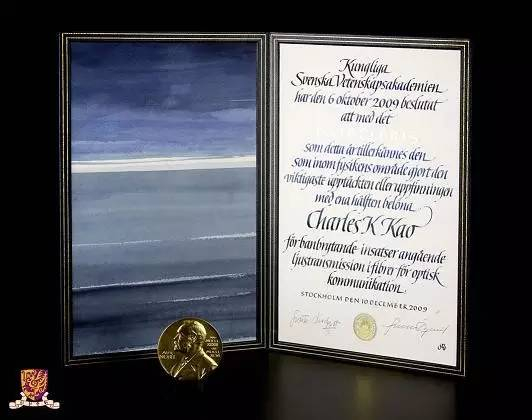 Kungliga
Svenska Vetenskapsakademien
har den 6 oktober 2009 beslutat
att med det
NOBELPRIS
som detta år tillerkännes den
som inom fysikens område gjort den
viktigaste upptäckten eller uppfinningen
med ena hälften belöna
Charles K Kao
för banbrytande insatser angående
ljustransmission i fibrer för optisk
kommunikation
STOCKHOLM DEN 10 DECEMBER 2009